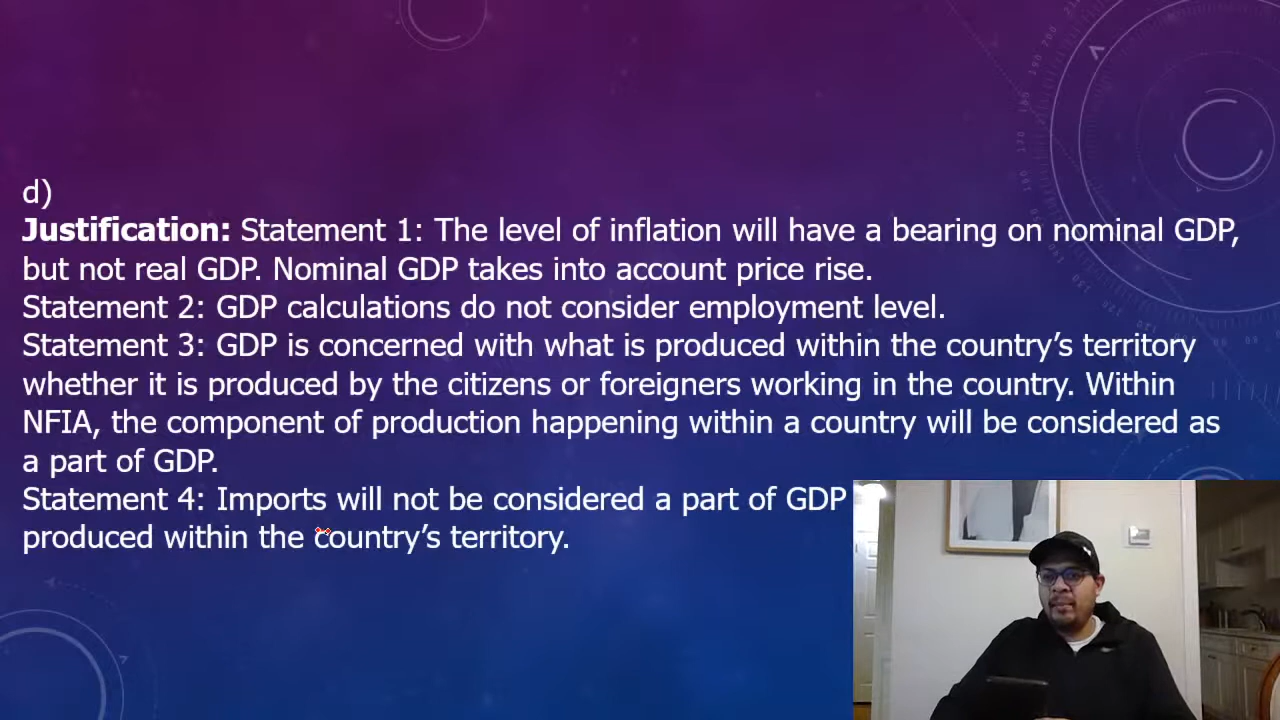 d)
Justification: Statement 1: The level of inflation will have a bearing on nominal GDP,
but not real GDP. Nominal GDP takes into account price rise.
Statement 2: GDP calculations do not consider employment level.
Statement 3: GDP is concerned with what is produced within the country’s territory
whether it is produced by the citizens or foreigners working in the country. Within
NFIA, the component of production happening within a country will be considered as
a part of GDP.
Statement 4: Imports will not be considered a part of GDP
produced within the country’s territory.